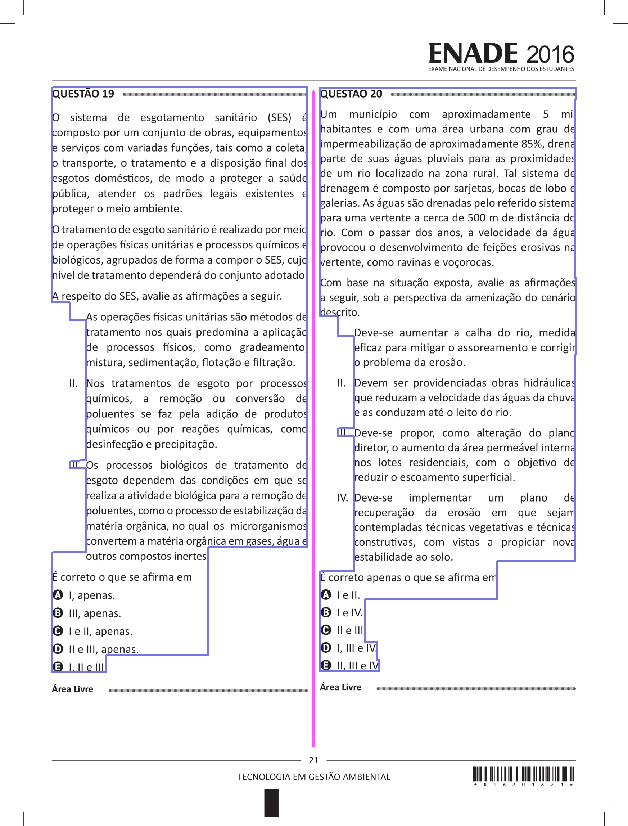 ENADE 2016
EXAME NACIONAL DE DESEMPENHO DOS ESTUDANTES
QUESTÃO 19
O sistema de esgotamento sanitário (SES) é
composto por um conjunto de obras, equipamentos
e serviços com variadas funções, tais como a coleta,
o transporte, o tratamento e a disposição final dos
esgotos domésticos, de modo a proteger a saúde
pública, atender os padrões legais existentes e
proteger o meio ambiente.
O tratamento de esgoto sanitário é realizado por meio
de operações físicas unitárias e processos químicos e
biológicos, agrupados de forma a compor o SES, cujo
nível de tratamento dependerá do conjunto adotado.
A respeito do SES, avalie as afirmações a seguir.
As operações físicas unitárias são métodos de
tratamento nos quais predomina a aplicação
de processos físicos, como gradeamento,
mistura, sedimentação, flotação e filtração.
II. Nos tratamentos de esgoto por processos
químicos, a remoção ou conversão de
poluentes se faz pela adição de produtos
químicos ou por reações químicas, como
desinfecção e precipitação.
III. Os processos biológicos de tratamento de
esgoto dependem das condições em que se
realiza a atividade biológica para a remoção de
poluentes, como o processo de estabilização da
matéria orgânica, no qual os microrganismos
convertem a matéria orgânica em gases, água e
outros compostos inertes.
É correto o que se afirma em
A I, apenas.
B III, apenas.
C I e II, apenas.
D II e III, apenas.
E I, II e III.
Área Livre
QUESTÃO 20
Um município com aproximadamente 5 mil
habitantes e com uma área urbana com grau de
impermeabilização de aproximadamente 85%, drena
parte de suas águas pluviais para as proximidades
de um rio localizado na zona rural. Tal sistema de
drenagem é composto por sarjetas, bocas de lobo e
galerias. As águas são drenadas pelo referido sistema
para uma vertente a cerca de 500 m de distância do
rio. Com o passar dos anos, a velocidade da água
provocou o desenvolvimento de feições erosivas na
vertente, como ravinas e voçorocas.
Com base na situação exposta, avalie as afirmações
a seguir, sob a perspectiva da amenização do cenário
descrito.
Deve-se aumentar a calha do rio, medida
eficaz para mitigar o assoreamento e corrigir
o problema da erosão.
II. Devem ser providenciadas obras hidráulicas
que reduzam a velocidade das águas da chuva
e as conduzam até o leito do rio.
III. Deve-se propor, como alteração do plano
diretor, o aumento da área permeável interna
nos lotes residenciais, com o objetivo de
reduzir o escoamento superficial.
IV. Deve-se implementar um plano de
recuperação da erosão em que sejam
contempladas técnicas vegetativas e técnicas
construtivas, com vistas a propiciar nova
estabilidade ao solo.
É correto apenas o que se afirma em
A I e II.
B I e IV.
C II e III.
D I, III e IV.
E II, III e IV.
Área Livre
21
TECNOLOGIA EM GESTÃO AMBIENTAL